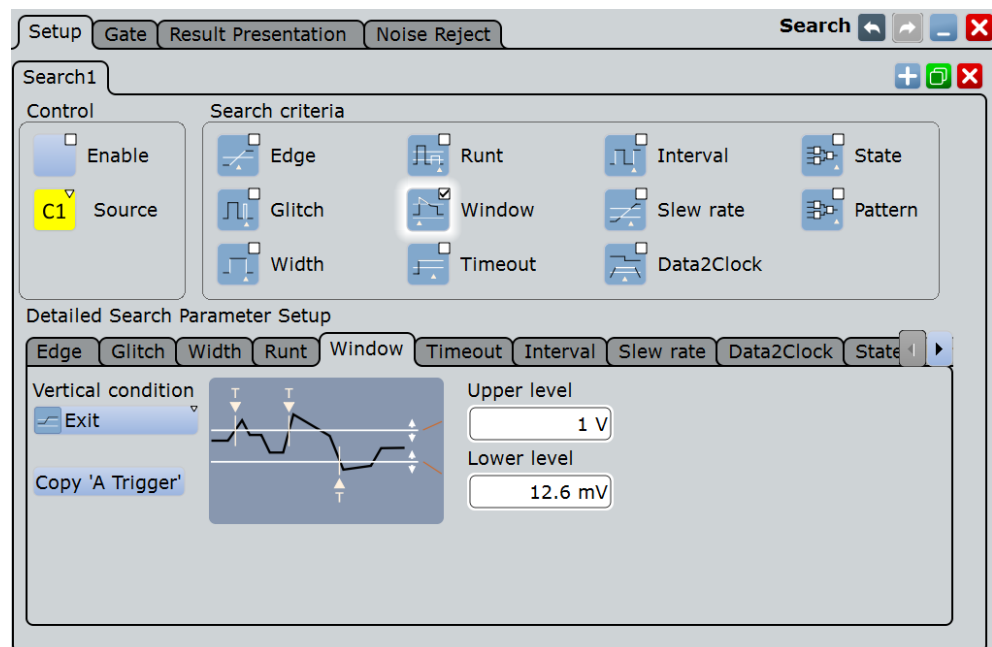 Setup Gate Result Presentation Noise Reject Search
Search1
Control Search criteria
Enable Edge Runt Interval State
C1 Source Glitch Window Slew rate Pattern
Width Timeout Data2Clock
Detailed Search Parameter Setup
Edge Glitch Width Runt Window Timeout Interval Slew rate Data2Clock State
Vertical condition T T Upper level
Exit 1 V
Lower level
Copy 'A Trigger' T 12.6 mV